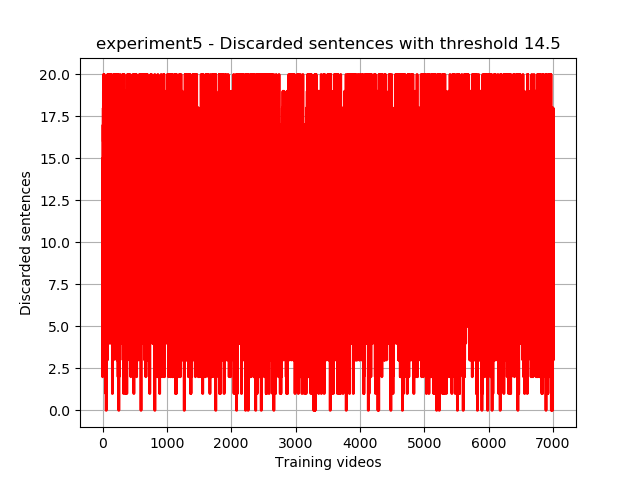 experiment5 - Discarded sentences with threshold 14.5
20.0
17.5
15.0
12.5
10.0
7.5
5.0
2.5
0.0
Discarded sentences
0 1000 2000 3000 4000 5000 6000 7000
Training videos